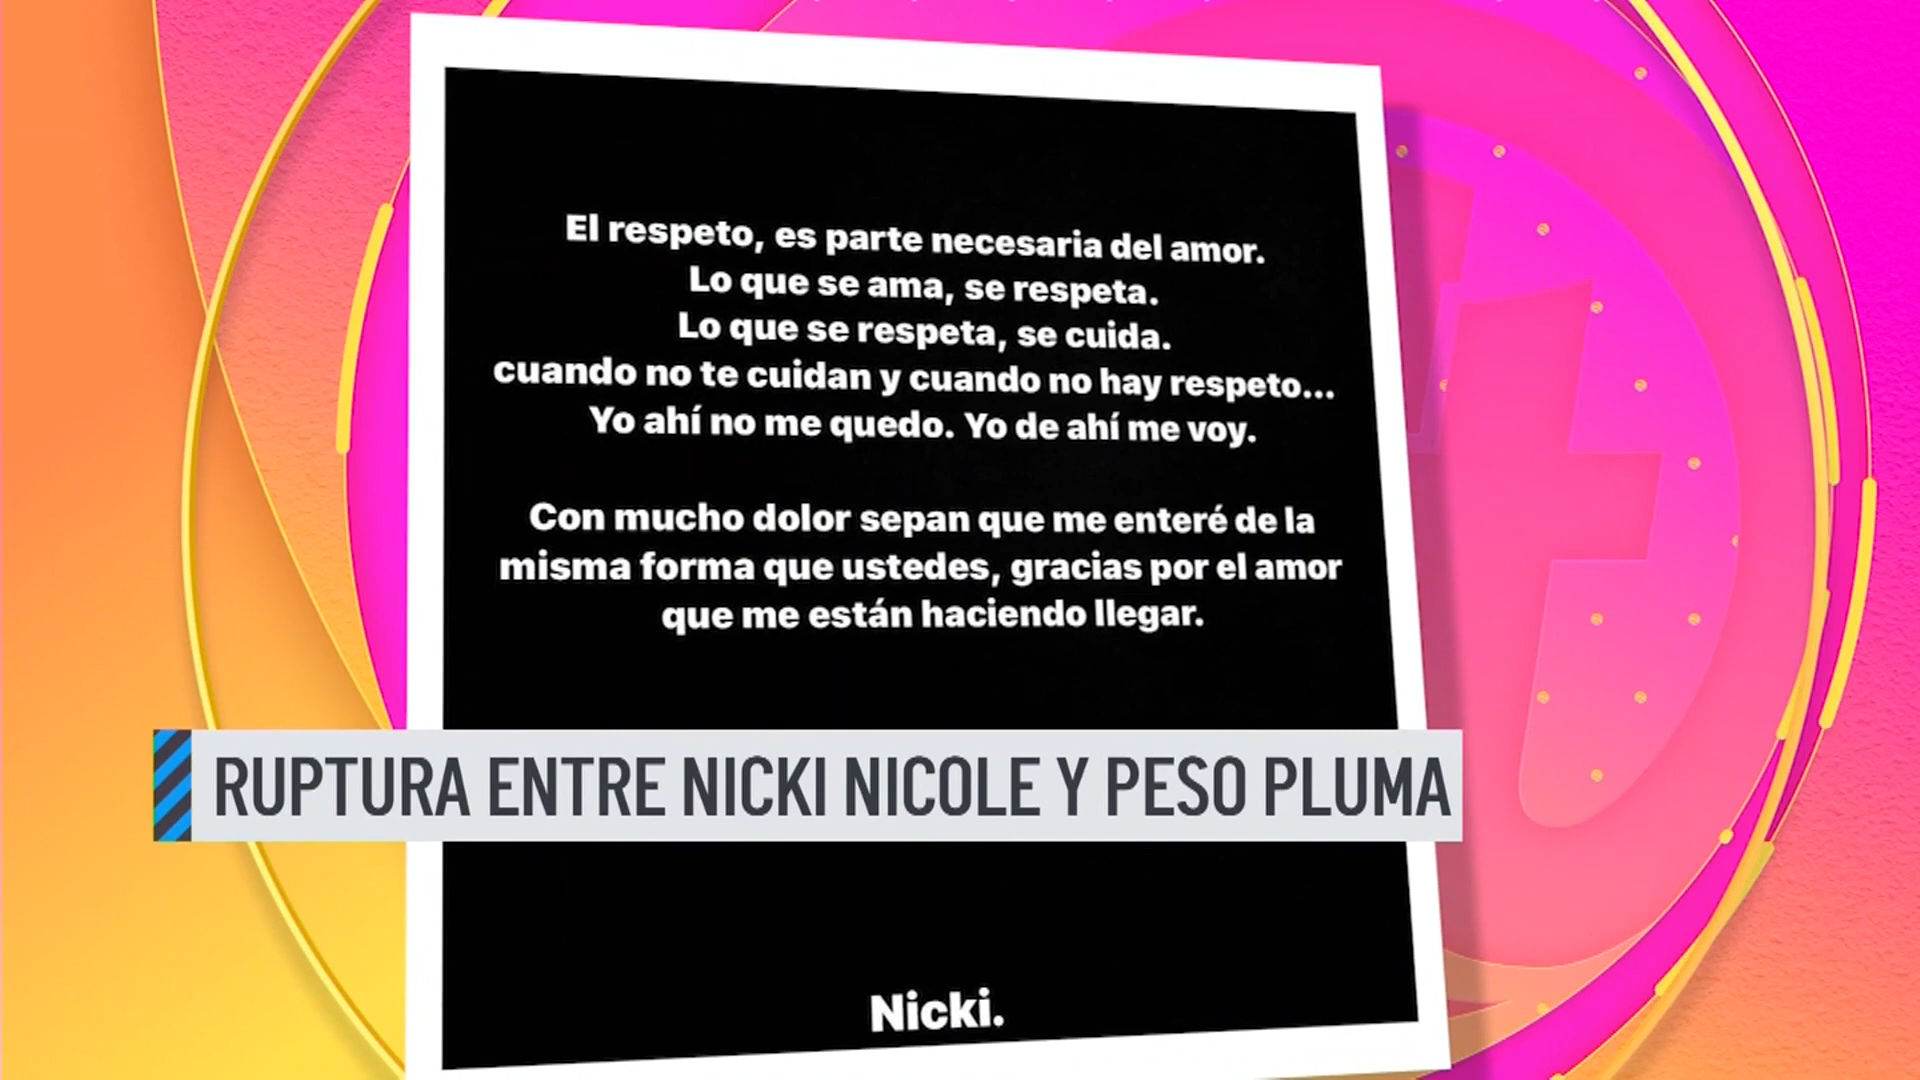 El respeto, es parte necesaria del amor.
Lo que se ama, se respeta.
Lo que se respeta, se cuida.
cuando no te cuidan y cuando no hay respeto...
Yo ahí no me quedo. Yo de ahí me voy.
Con mucho dolor sepan que me enteré de la
misma forma que ustedes, gracias por el amor
que me están haciendo llegar.
RUPTURA ENTRE NICKI NICOLE Y PESO PLUMA
Nicki.